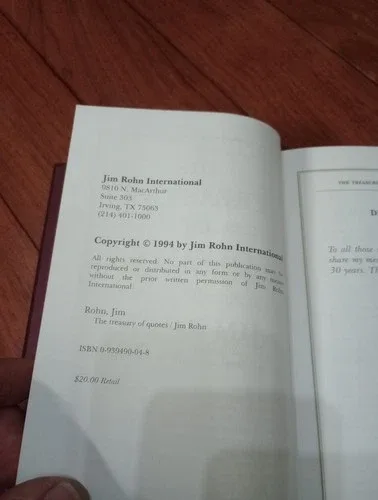 Jim Rohn International
9810 N. MacArthur
Suite 303
Irving, TX 75063
(214) 401-1000
Copyright © 1994 by Jim Rohn International
All rights reserved. No part of this publication may be
reproduced or distributed in any form or by any means
without the prior written permission of Jim Rohn
International.
Rohn, Jim
The treasury of quotes / Jim Rohn
ISBN 0-939490-04-8
$20.00 Retail
THE TREASURY
To all those
share my
30 years. Th